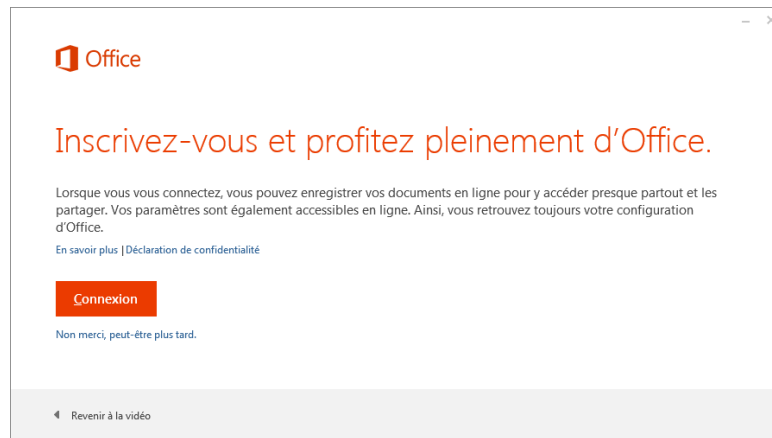 Office
Inscrivez-vous et profitez pleinement d'Office.
Lorsque vous vous connectez, vous pouvez enregistrer vos documents en ligne pour y accéder presque partout et les
partager. Vos paramètres sont également accessibles en ligne. Ainsi, vous retrouvez toujours votre configuration
d'Office.
En savoir plus | Déclaration de confidentialité
Connexion
Non merci, peut-être plus tard.
Revenir à la vidéo